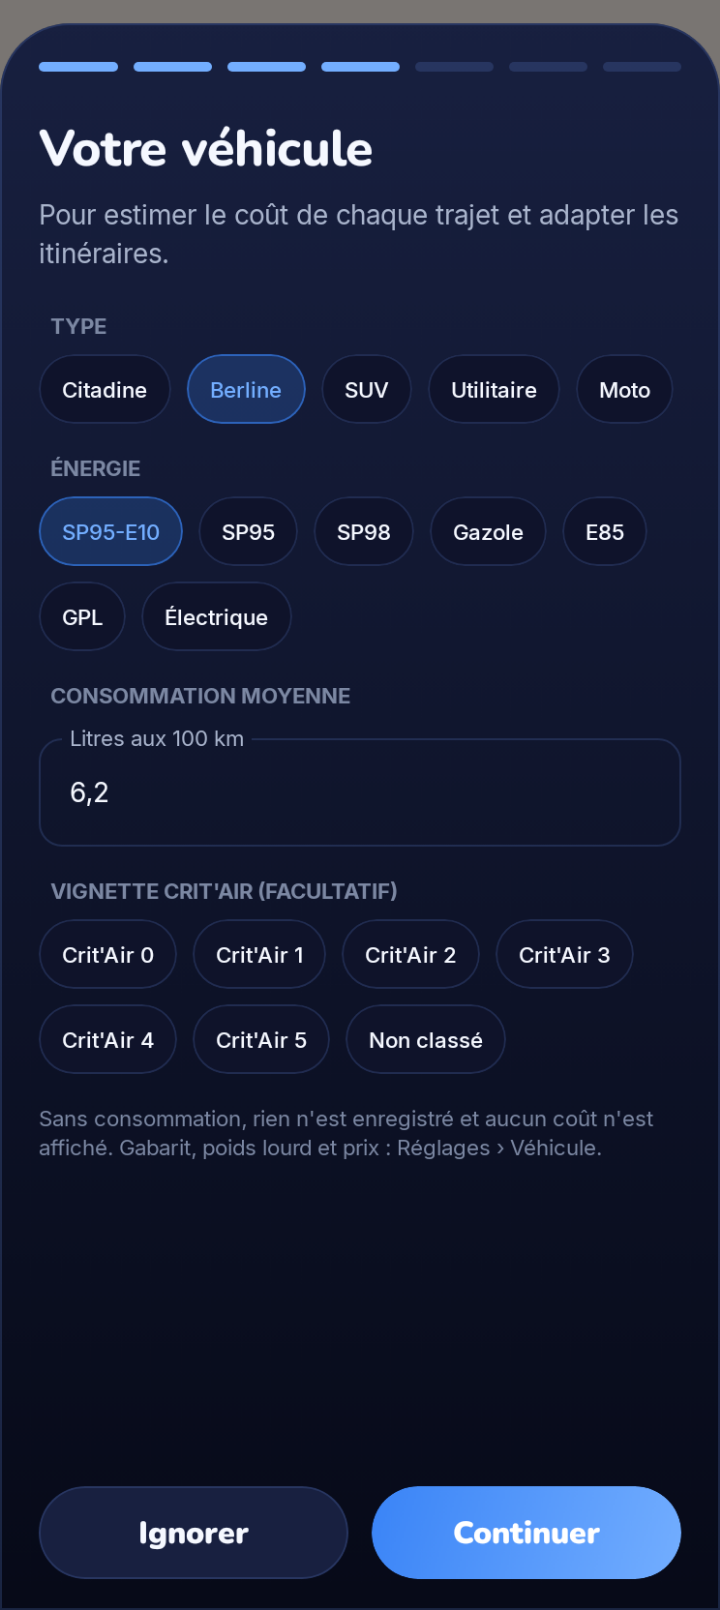 Votre véhicule
Pour estimer le coût de chaque trajet et adapter les
itinéraires.
TYPE
Citadine Berline SUV Utilitaire Moto
ÉNERGIE
SP95-E10 SP95 SP98 Gazole E85
GPL Électrique
CONSOMMATION MOYENNE
Litres aux 100 km
6,2
VIGNETTE CRIT'AIR (FACULTATIF)
Crit'Air 0 Crit'Air 1 Crit'Air 2 Crit'Air 3
Crit'Air 4 Crit'Air 5 Non classé
Sans consommation, rien n'est enregistré et aucun coût n'est
affiché. Gabarit, poids lourd et prix : Réglages › Véhicule.
Ignorer Continuer